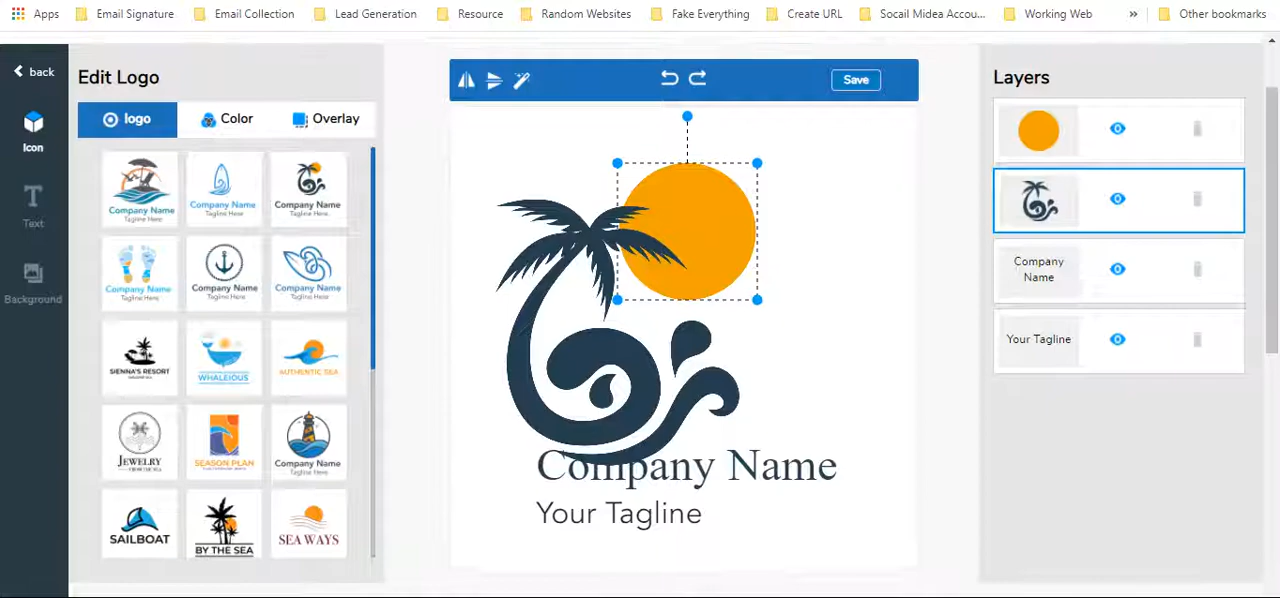 Apps Email Signature Email Collection Lead Generation Resource Random Websites Fake Everything Create URL Socail Midea Accou... Working Web » Other bookmarks
back
Icon
Text
Background
Edit Logo
logo Color Overlay
Company Name
Tagline Here
Company Name
Tagline Here
Company Name
Tagline Here
Company Name
Tagline Here
Company Name
Tagline Here
Company Name
Tagline Here
SIENNA'S RESORT
WHALEIOUS
AUTHENTIC SEA
JEWELRY
SEASON PLAN
Company Name
Tagline Here
SAILBOAT
BY THE SEA
SEA WAYS
Save
Company Name
Your Tagline
Layers
Company
Name
Your Tagline